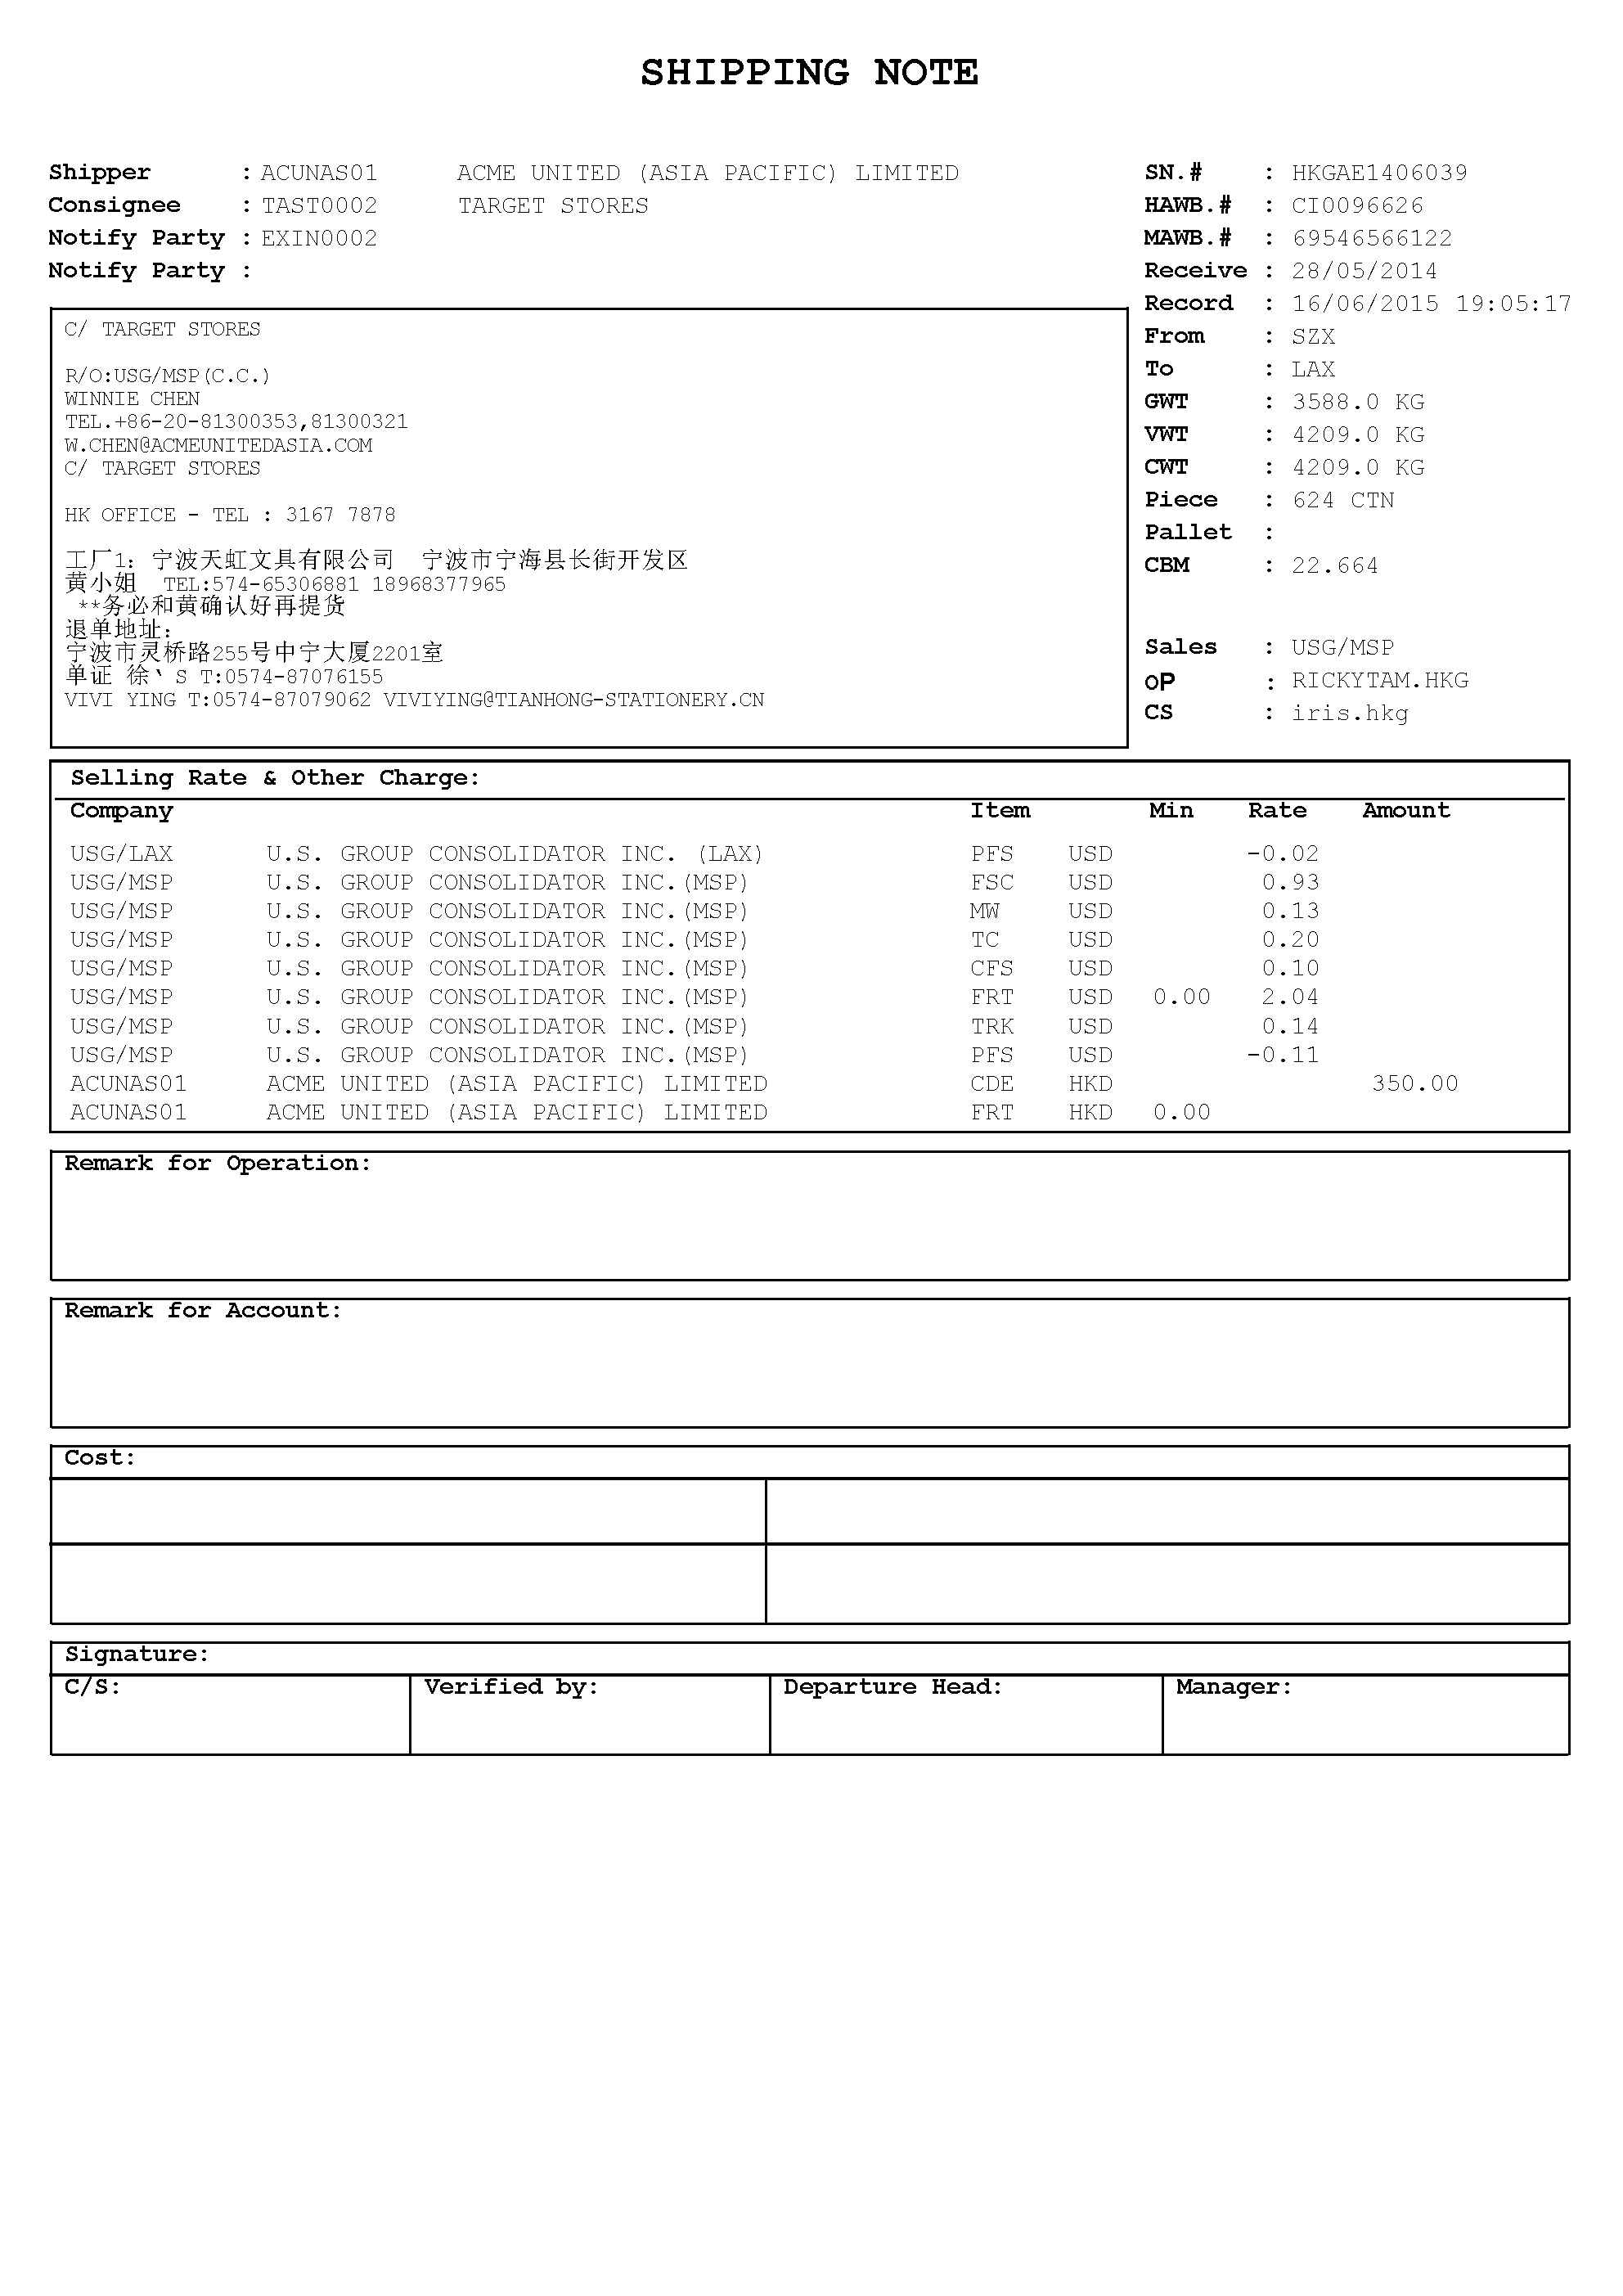 SHIPPING NOTE
Shipper : ACUNAS01 ACME UNITED (ASIA PACIFIC) LIMITED
Consignee : TAST0002 TARGET STORES
Notify Party : EXIN0002
Notify Party :
SN.# : HKGAE1406039
HAWB.# : CI0096626
MAWB.# : 69546566122
Receive : 28/05/2014
Record : 16/06/2015 19:05:17
From : SZX
To : LAX
GWT : 3588.0 KG
VWT : 4209.0 KG
CWT : 4209.0 KG
Piece : 624 CTN
Pallet :
CBM : 22.664
Sales : USG/MSP
OP : RICKYTAM.HKG
CS : iris.hkg
C/ TARGET STORES
R/O:USG/MSP(C.C.)
WINNIE CHEN
TEL.+86-20-81300353,81300321
W.CHEN@ACMEUNITEDASIA.COM
C/ TARGET STORES
HK OFFICE - TEL : 3167 7878
工厂1: 宁波天虹文具有限公司 宁波市宁海县长街开发区
黄小姐 TEL:574-65306881 18968377965
**务必和黄确认好再提货
退单地址:
宁波市灵桥路255号中宁大厦2201室
单证 徐`S T:0574-87076155
VIVI YING T:0574-87079062 VIVIYING@TIANHONG-STATIONERY.CN
Selling Rate & Other Charge:
Company Item Min Rate Amount
USG/LAX U.S. GROUP CONSOLIDATOR INC. (LAX) PFS USD -0.02
USG/MSP U.S. GROUP CONSOLIDATOR INC.(MSP) FSC USD 0.93
USG/MSP U.S. GROUP CONSOLIDATOR INC.(MSP) MW USD 0.13
USG/MSP U.S. GROUP CONSOLIDATOR INC.(MSP) TC USD 0.20
USG/MSP U.S. GROUP CONSOLIDATOR INC.(MSP) CFS USD 0.10
USG/MSP U.S. GROUP CONSOLIDATOR INC.(MSP) FRT USD 0.00 2.04
USG/MSP U.S. GROUP CONSOLIDATOR INC.(MSP) TRK USD 0.14
USG/MSP U.S. GROUP CONSOLIDATOR INC.(MSP) PFS USD -0.11
ACUNAS01 ACME UNITED (ASIA PACIFIC) LIMITED CDE HKD 350.00
ACUNAS01 ACME UNITED (ASIA PACIFIC) LIMITED FRT HKD 0.00
Remark for Operation:
Remark for Account:
Cost:
Signature:
C/S: Verified by: Departure Head: Manager: